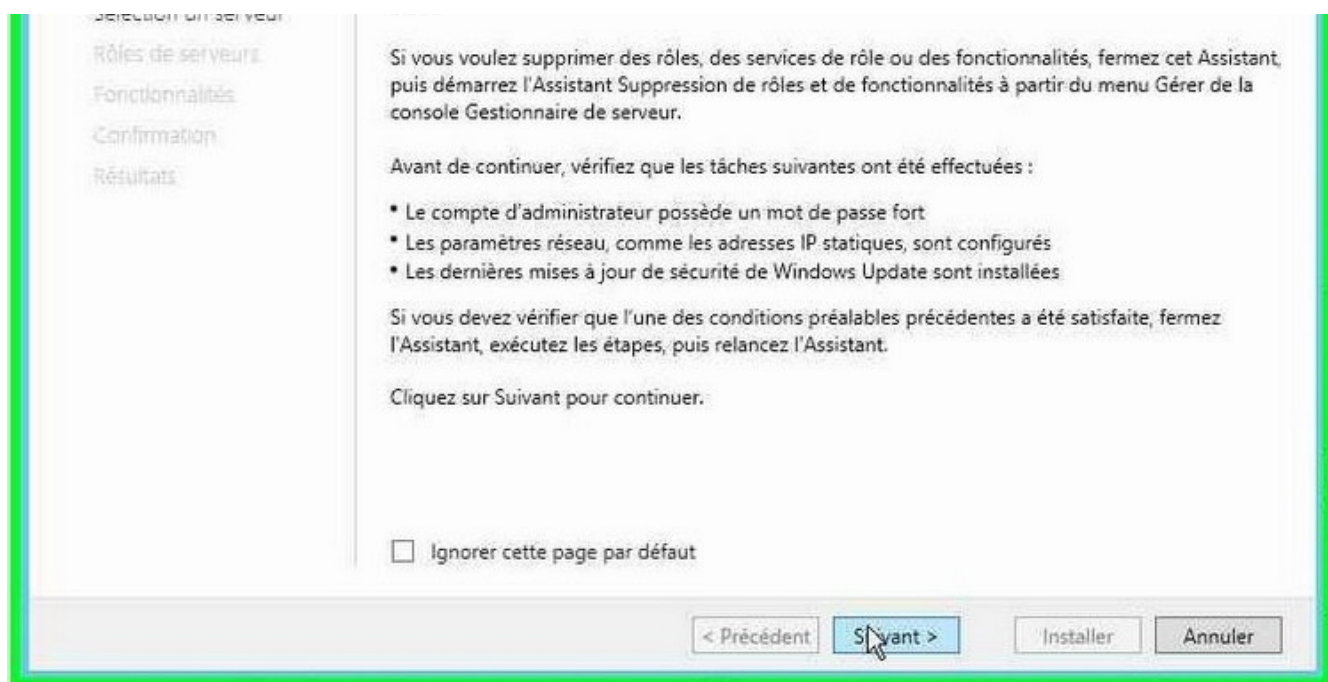 Sélection du serveur
Rôles de serveurs
Fonctionnalités
Confirmation
Résultats
Si vous voulez supprimer des rôles, des services de rôle ou des fonctionnalités, fermez cet Assistant,
puis démarrez l'Assistant Suppression de rôles et de fonctionnalités à partir du menu Gérer de la
console Gestionnaire de serveur.
Avant de continuer, vérifiez que les tâches suivantes ont été effectuées :
• Le compte d'administrateur possède un mot de passe fort
• Les paramètres réseau, comme les adresses IP statiques, sont configurés
• Les dernières mises à jour de sécurité de Windows Update sont installées
Si vous devez vérifier que l'une des conditions préalables précédentes a été satisfaite, fermez
l'Assistant, exécutez les étapes, puis relancez l'Assistant.
Cliquez sur Suivant pour continuer.
Ignorer cette page par défaut
< Précédent
Suivant >
Installer
Annuler